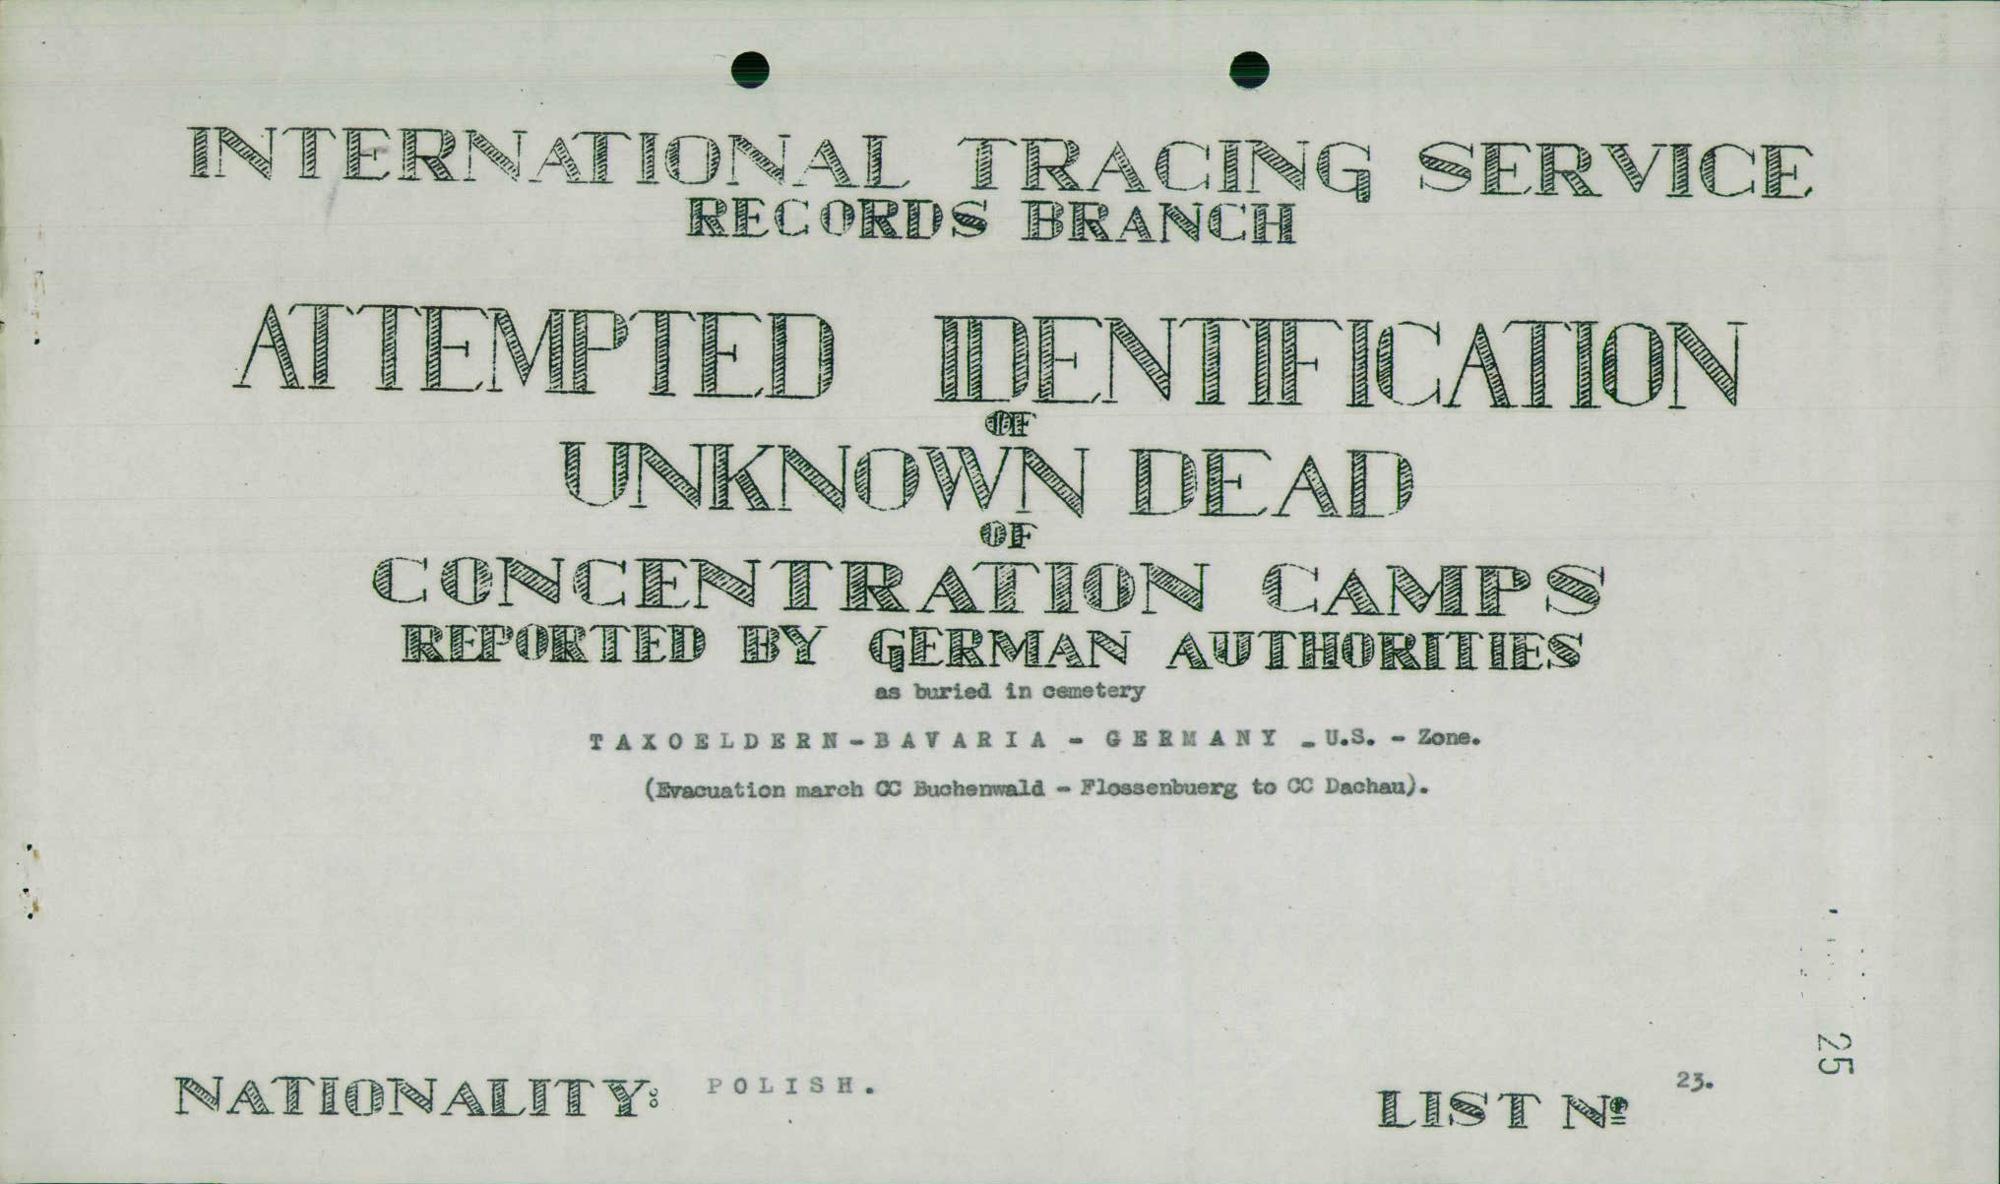 INTERNATIONAL TRACING SERVICE
RECORDS BRANCH
ATTEMPTED IDENTIFICATION
OF
UNKNOWN DEAD
OF
CONCENTRATION CAMPS
REPORTED BY GERMAN AUTHORITIES
as buried in cemetery
TAXOELDERN-BAVARIA - GERMANY - U.S. - Zone.
(Evacuation march CC Buchenwald - Flossenbuerg to CC Dachau).
25
NATIONALITY: POLISH.
LIST Nº 23.